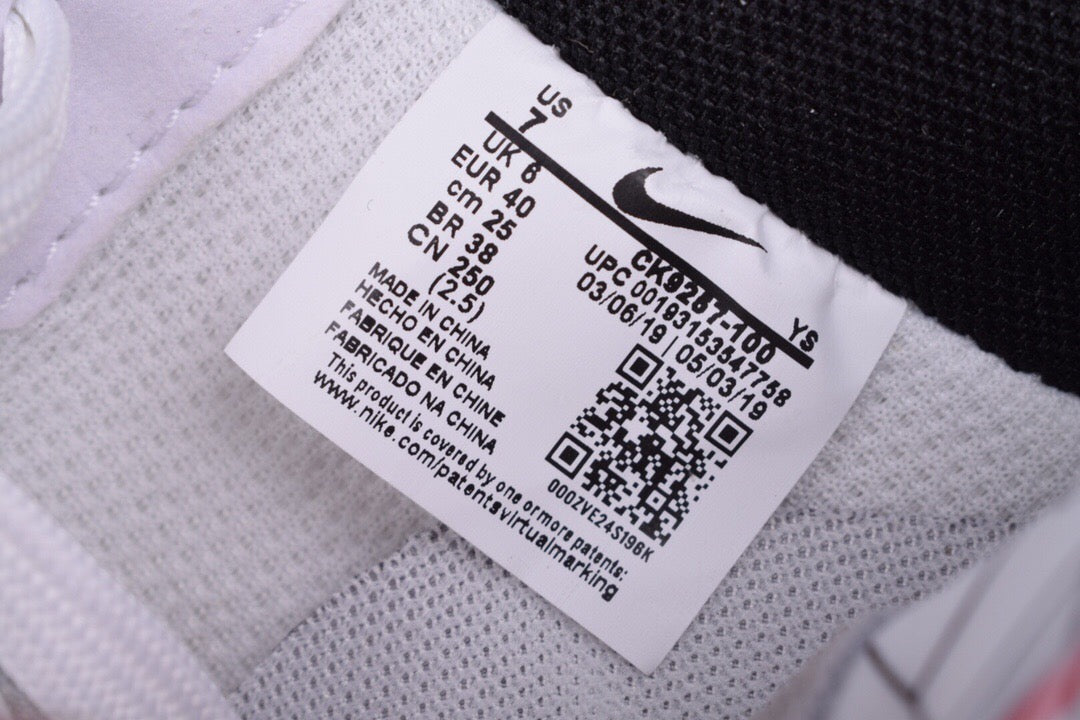 US
7
UK 6
EUR 40
cm 25
BR 38
CN 250
(2.5)
MADE IN CHINA
HECHO EN CHINA
FABRIQUE EN CHINE
FABRICADO NA CHINA
This product is covered by one or more patents:
www.nike.com/patentsvirtualmarking
YS
CK9287-100
UPC 00193153547758
03/06/19 | 05/03/19
000ZVE24S19BK